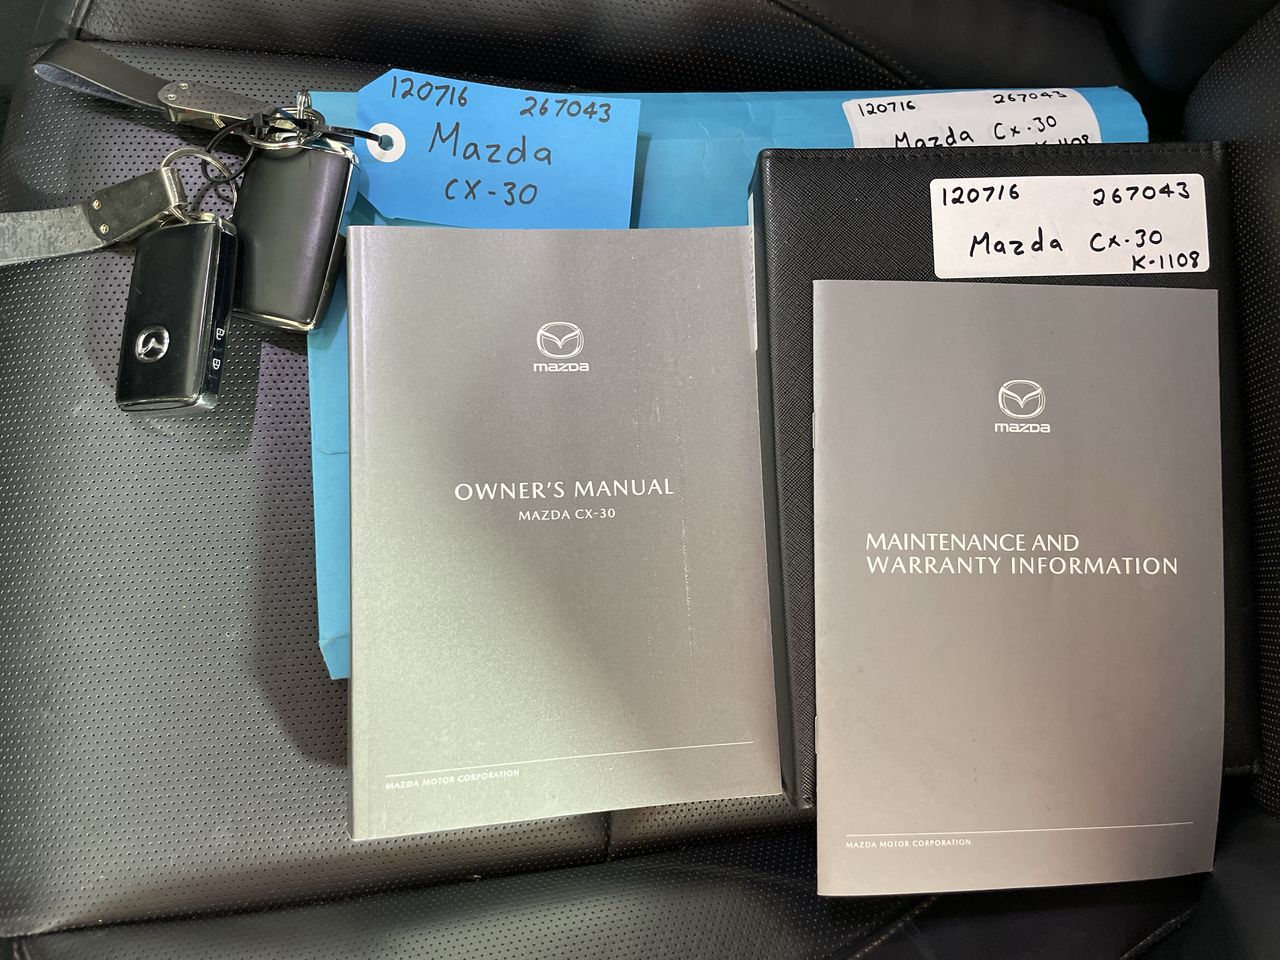 120716 267043
Mazda
CX-30
120716 267043
Mazda Cx-30
K-1108
120716 267043
Mazda Cx-30
K-1108
mazda
OWNER'S MANUAL
MAZDA CX-30
MAZDA MOTOR CORPORATION
mazda
MAINTENANCE AND
WARRANTY INFORMATION
MAZDA MOTOR CORPORATION